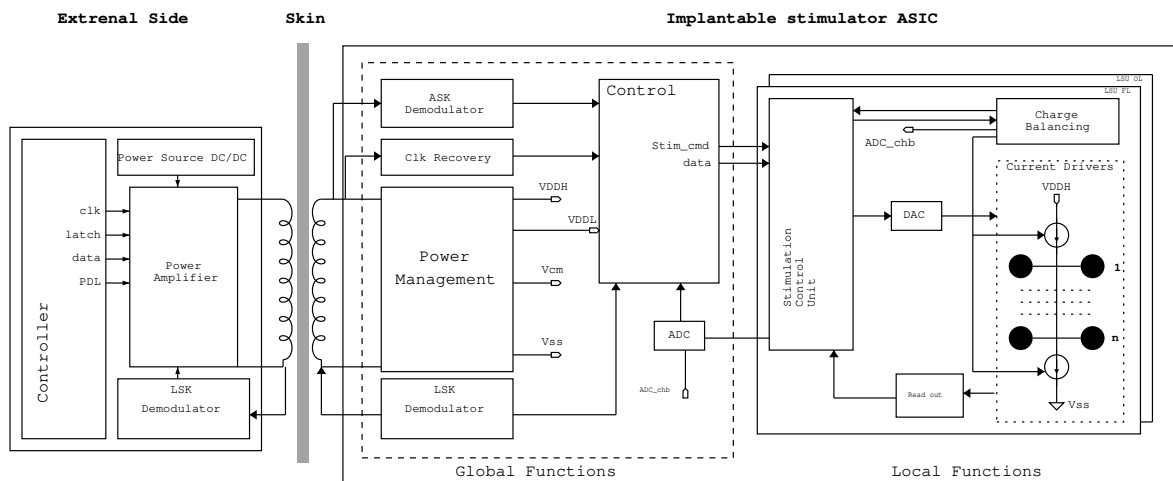 Extrenal Side
Skin
Implantable stimulator ASIC
Controller
Power Source DC/DC
clk
latch
data
PDL
Power
Amplifier
LSK
Demodulator
ASK
Demodulator
Clk Recovery
Power
Management
LSK
Demodulator
VDDH
VDDL
Vcm
Vss
Control
Stim_cmd
data
ADC
ADC_chb
Global Functions
LSU OL
LSU FL
Stimulation
Control
Unit
Charge
Balancing
ADC_chb
DAC
Read out
Current Drivers
VDDH
1
n
Vss
Local Functions